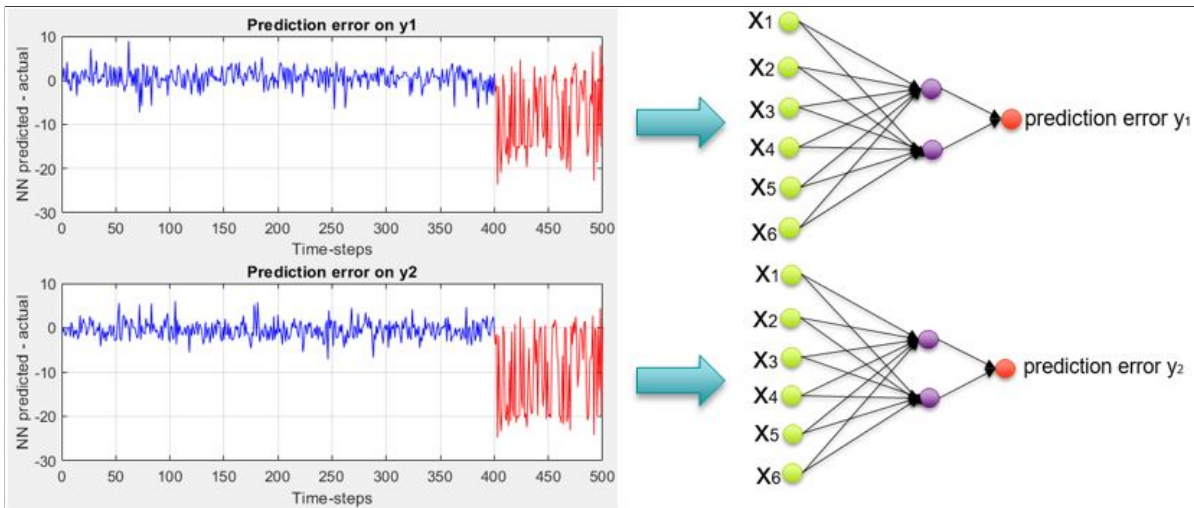 Prediction error on y1
10
0
-10
-20
-30
NN predicted - actual
0 50 100 150 200 250 300 350 400 450 500
Time-steps
X1
X2
X3
X4
X5
X6
prediction error y1
Prediction error on y2
10
0
-10
-20
-30
NN predicted - actual
0 50 100 150 200 250 300 350 400 450 500
Time-steps
X1
X2
X3
X4
X5
X6
prediction error y2